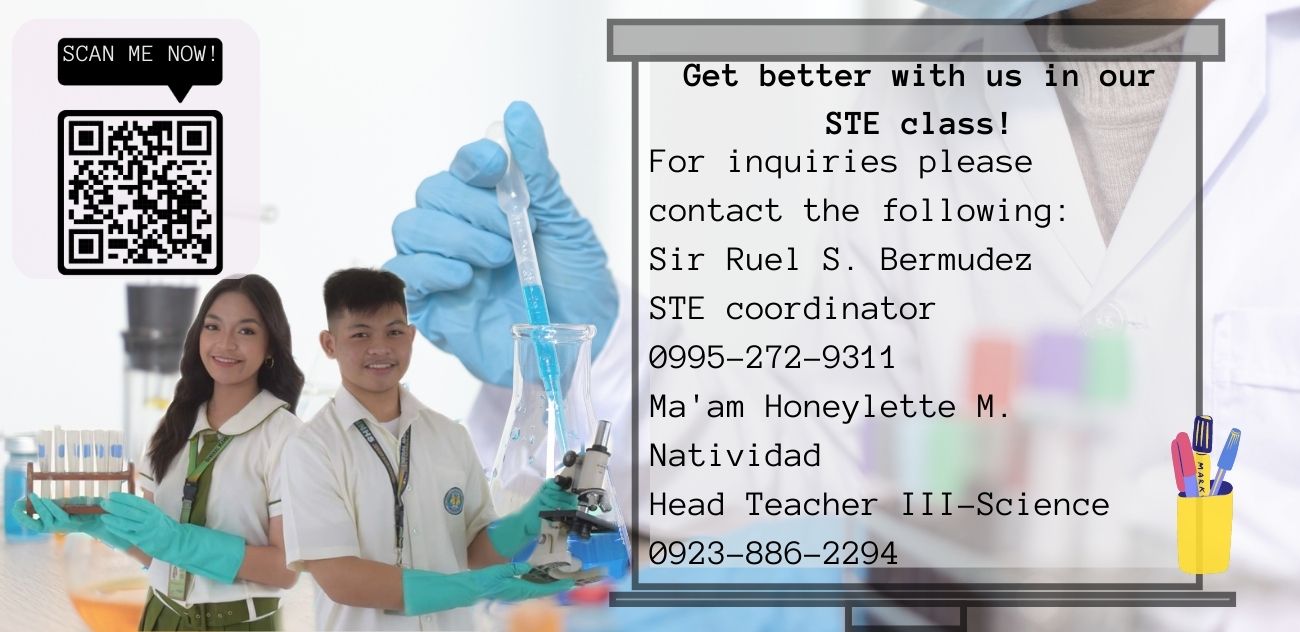 SCAN ME NOW!
Get better with us in our
STE class!
For inquiries please
contact the following:
Sir Ruel S. Bermudez
STE coordinator
0995-272-9311
Ma'am Honeylette M.
Natividad
Head Teacher III-Science
0923-886-2294
MARK